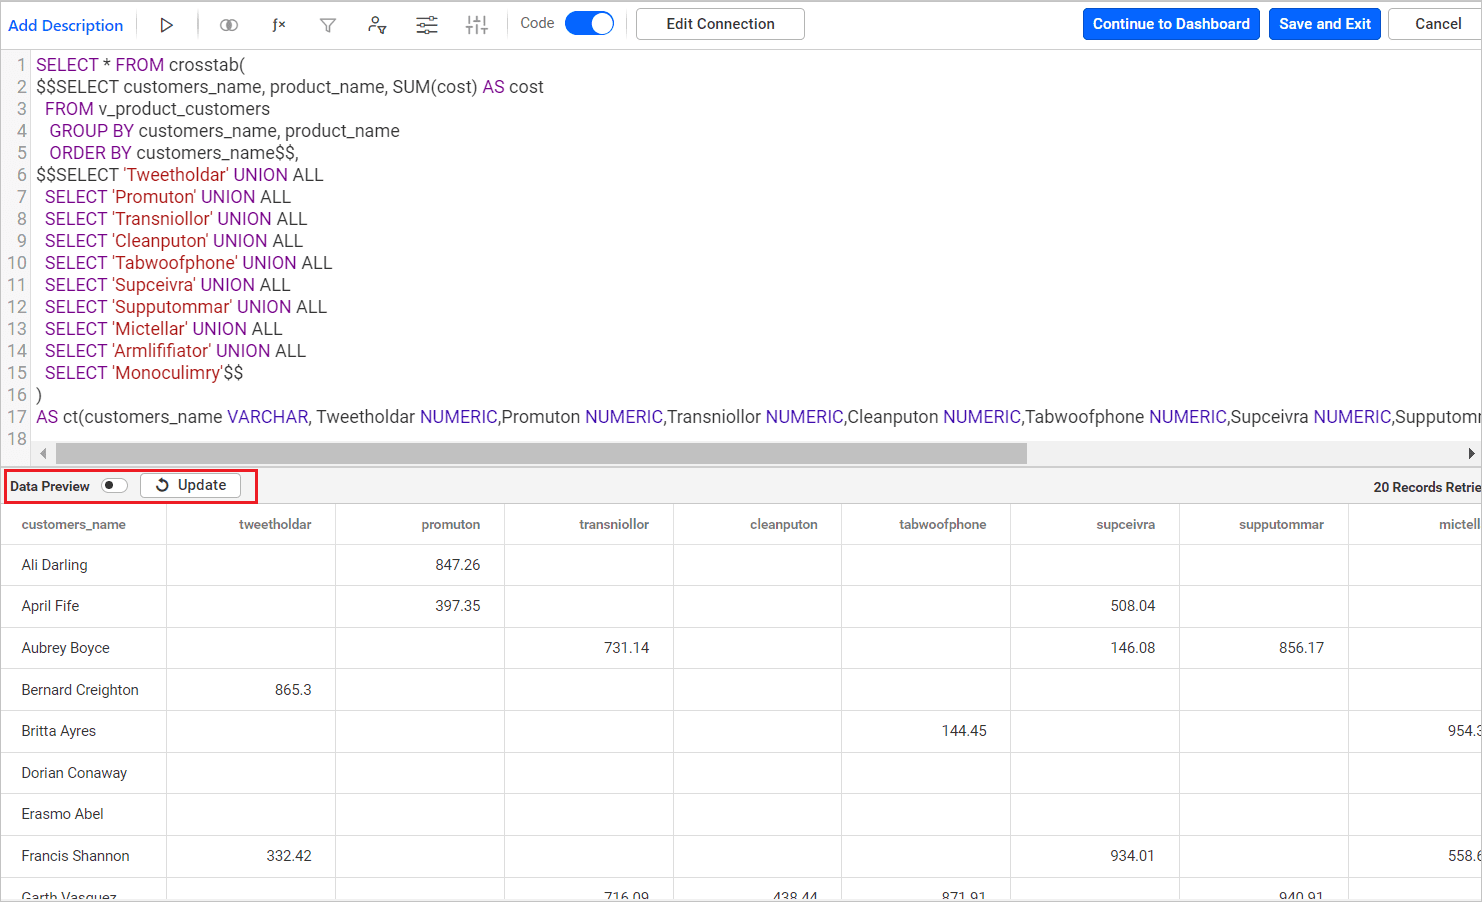 Add Description
Code
Edit Connection
Continue to Dashboard
Save and Exit
Cancel
1 SELECT * FROM crosstab(
2 $$SELECT customers_name, product_name, SUM(cost) AS cost
3 FROM v_product_customers
4 GROUP BY customers_name, product_name
5 ORDER BY customers_name$$,
6 $$SELECT 'Tweetholdar' UNION ALL
7 SELECT 'Promuton' UNION ALL
8 SELECT 'Transniollor' UNION ALL
9 SELECT 'Cleanputon' UNION ALL
10 SELECT 'Tabwoofphone' UNION ALL
11 SELECT 'Supceivra' UNION ALL
12 SELECT 'Supputommar' UNION ALL
13 SELECT 'Mictellar' UNION ALL
14 SELECT 'Armlififiator' UNION ALL
15 SELECT 'Monoculimry'$$
16 )
17 AS ct(customers_name VARCHAR, Tweetholdar NUMERIC,Promuton NUMERIC,Transniollor NUMERIC,Cleanputon NUMERIC,Tabwoofphone NUMERIC,Supceivra NUMERIC,Supputomm
18
Data Preview Update 20 Records Retrie
customers_name tweetholdar promuton transniollor cleanputon tabwoofphone supceivra supputommar mictell
Ali Darling 847.26
April Fife 397.35 508.04
Aubrey Boyce 731.14 146.08 856.17
Bernard Creighton 865.3
Britta Ayres 144.45 954.3
Dorian Conaway
Erasmo Abel
Francis Shannon 332.42 934.01 558.6
Garth Vasquez 716.09 438.44 871.91 940.91